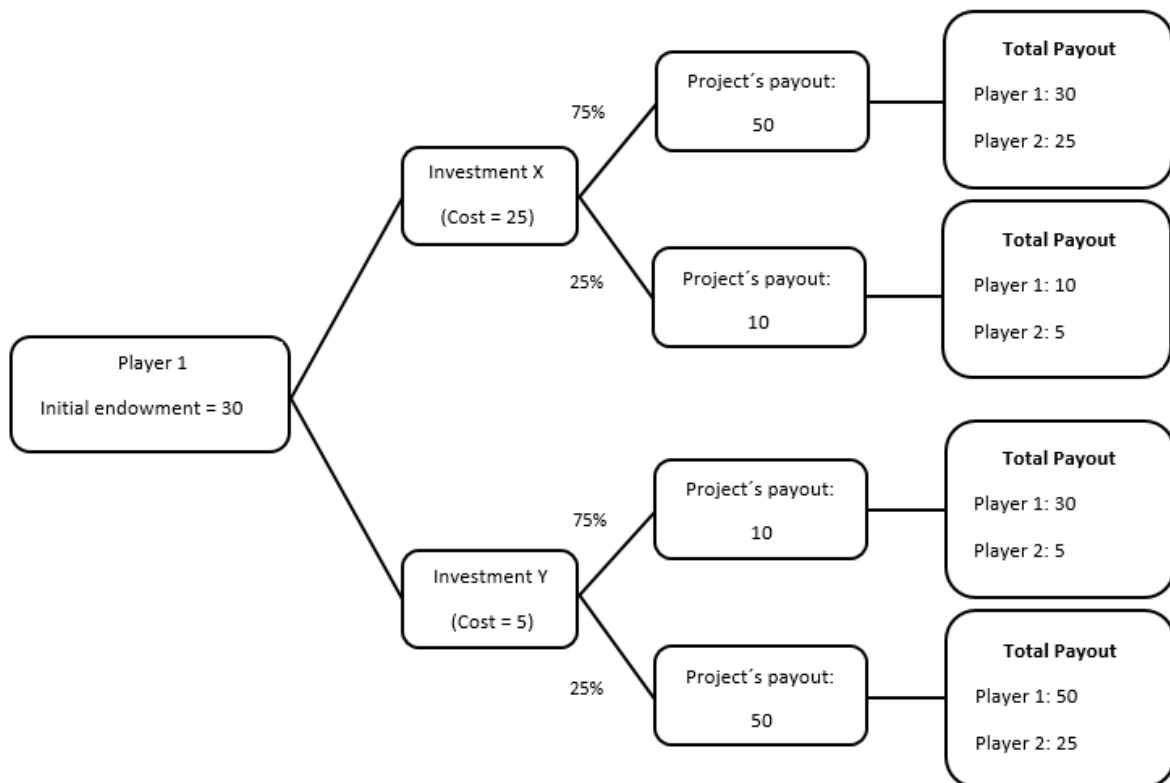 Player 1
Initial endowment = 30
Investment X
(Cost = 25)
75%
25%
Project´s payout:
50
Total Payout
Player 1: 30
Player 2: 25
Project´s payout:
10
Total Payout
Player 1: 10
Player 2: 5
Investment Y
(Cost = 5)
75%
25%
Project´s payout:
10
Total Payout
Player 1: 30
Player 2: 5
Project´s payout:
50
Total Payout
Player 1: 50
Player 2: 25